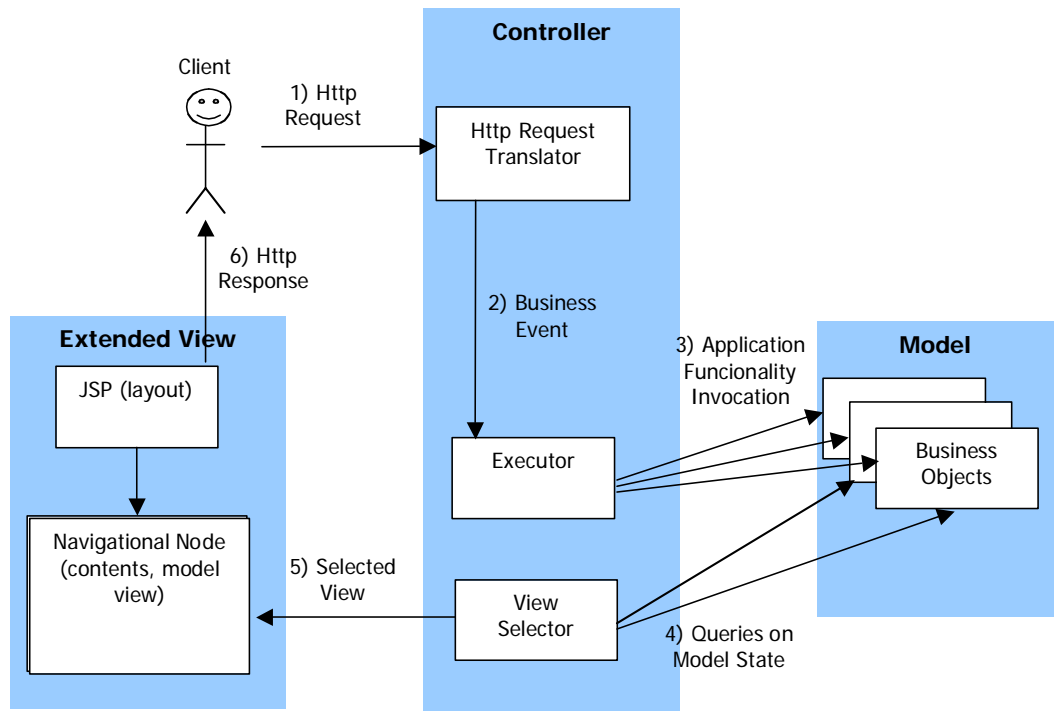 Controller
Client
1) Http
Request
Http Request
Translator
6) Http
Response
2) Business
Event
Extended View
JSP (layout)
3) Application
Funcionality
Invocation
Model
Executor
Business
Objects
Navigational Node
(contents, model
view)
5) Selected
View
View
Selector
4) Queries on
Model State